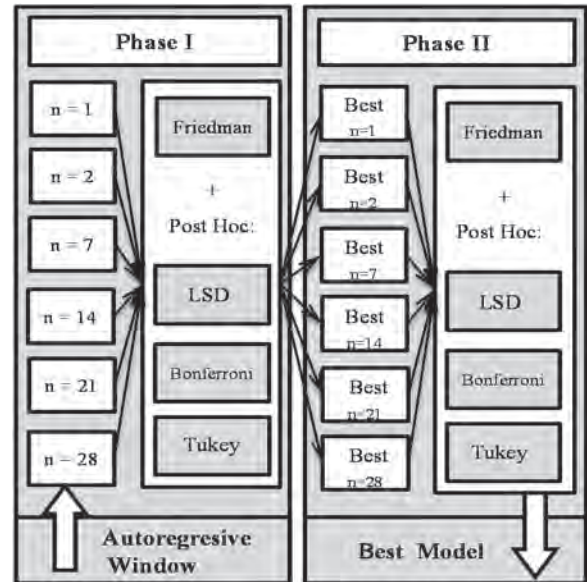 Phase I
n = 1
n = 2
n = 7
n = 14
n = 21
n = 28
Friedman
+
Post Hoc:
LSD
Bonferroni
Tukey
Autoregresive
Window
Phase II
Best
n=1
Best
n=2
Best
n=7
Best
n=14
Best
n=21
Best
n=28
Friedman
+
Post Hoc:
LSD
Bonferroni
Tukey
Best Model